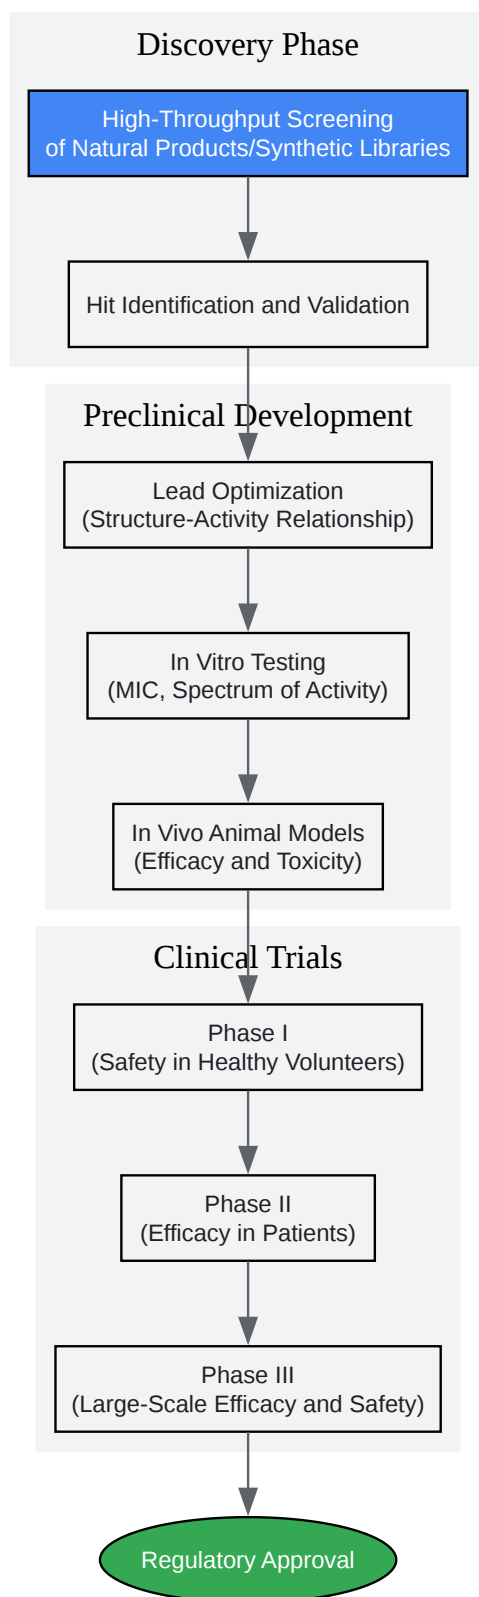 Discovery Phase
High-Throughput Screening
of Natural Products/Synthetic Libraries
Hit Identification and Validation
Preclinical Development
Lead Optimization
(Structure-Activity Relationship)
In Vitro Testing
(MIC, Spectrum of Activity)
In Vivo Animal Models
(Efficacy and Toxicity)
Clinical Trials
Phase I
(Safety in Healthy Volunteers)
Phase II
(Efficacy in Patients)
Phase III
(Large-Scale Efficacy and Safety)
Regulatory Approval